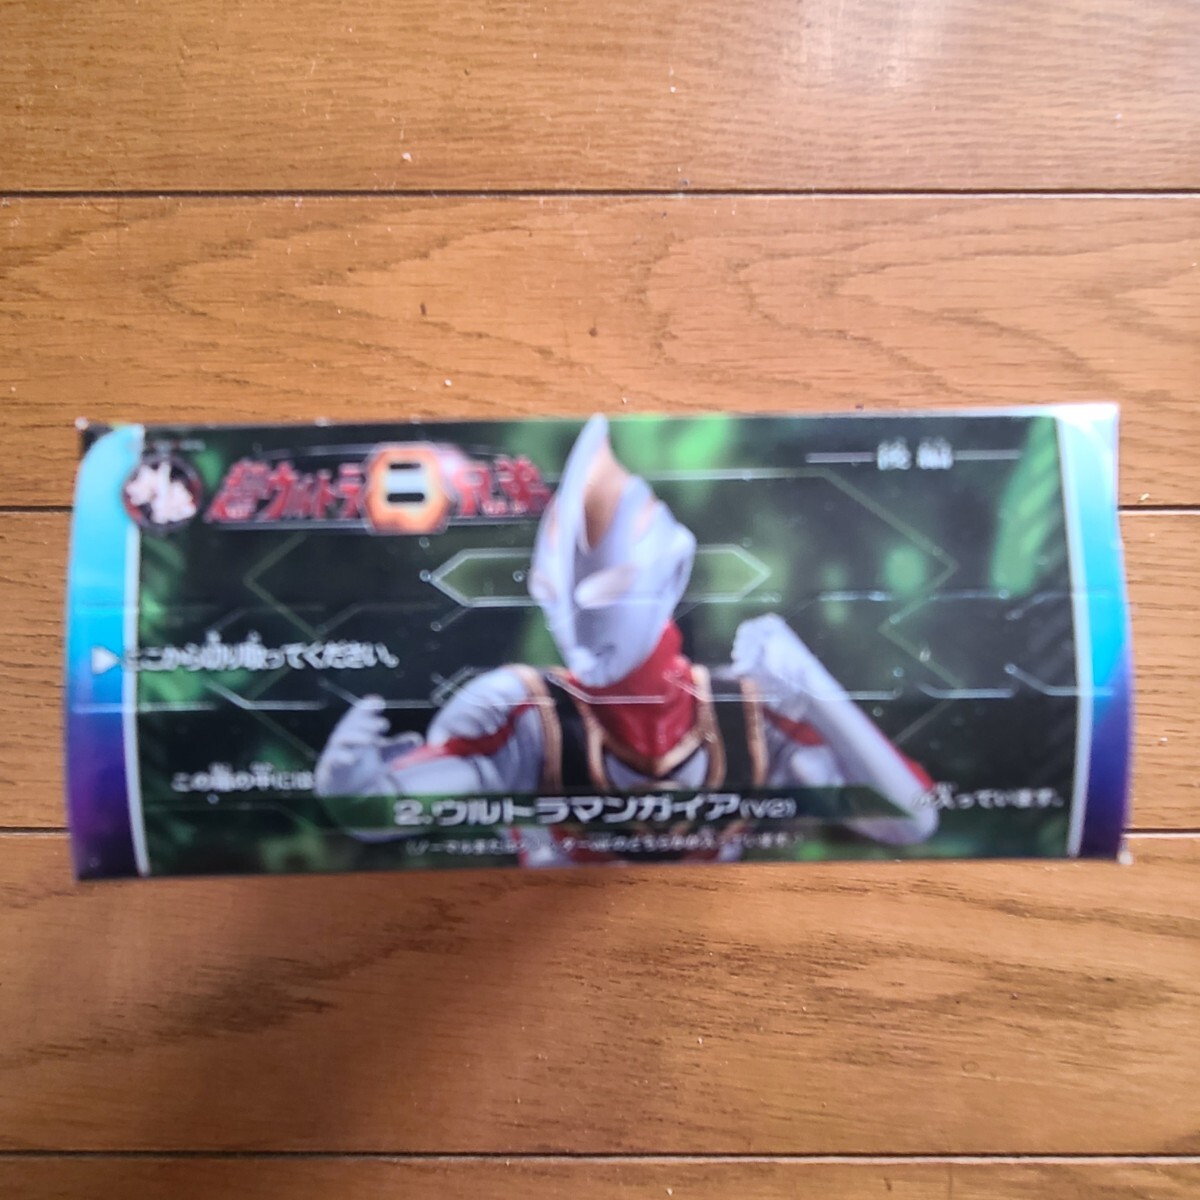 超ウルトラ8兄弟
後編
ここから切り取ってください。
この箱の中には
2.ウルトラマンガイア(V2)
が入っています。